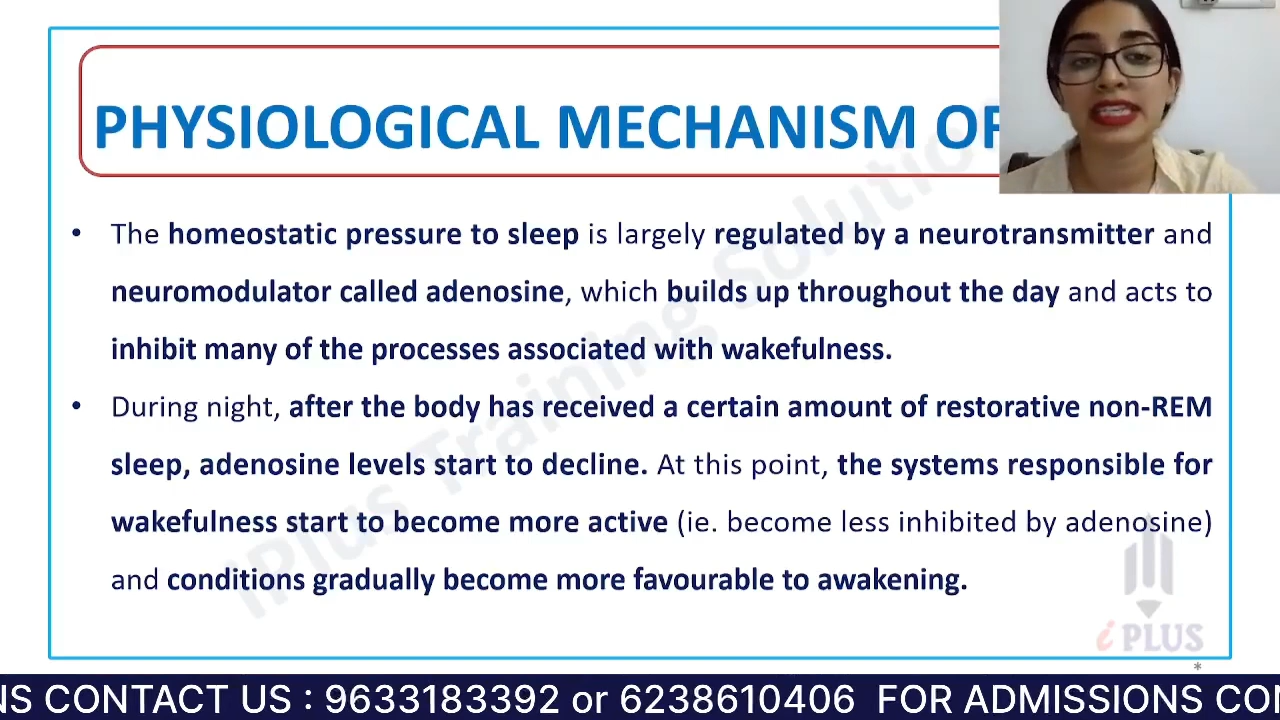 PHYSIOLOGICAL MECHANISM OF
• The homeostatic pressure to sleep is largely regulated by a neurotransmitter and
neuromodulator called adenosine, which builds up throughout the day and acts to
inhibit many of the processes associated with wakefulness.
• During night, after the body has received a certain amount of restorative non-REM
sleep, adenosine levels start to decline. At this point, the systems responsible for
wakefulness start to become more active (ie. become less inhibited by adenosine)
and conditions gradually become more favourable to awakening.
IPlus Training Solutio
i PLUS
*
NS CONTACT US : 9633183392 or 6238610406 FOR ADMISSIONS CON